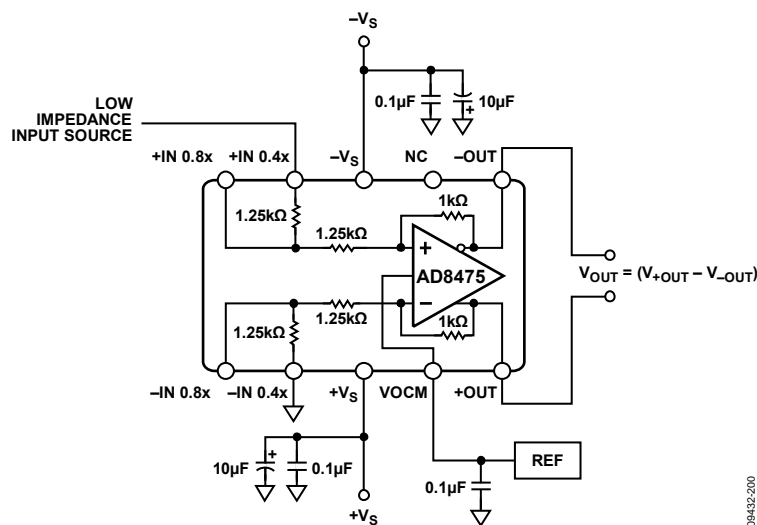 –VS
LOW
IMPEDANCE
INPUT SOURCE
0.1µF
10µF
+
+IN 0.8x
+IN 0.4x
–VS
NC
–OUT
1.25kΩ
1.25kΩ
1kΩ
+
AD8475
–
VOUT = (V+OUT – V–OUT)
1.25kΩ
1.25kΩ
1kΩ
–IN 0.8x
–IN 0.4x
+VS
VOCM
+OUT
10µF
+
0.1µF
0.1µF
REF
+VS
09432-200